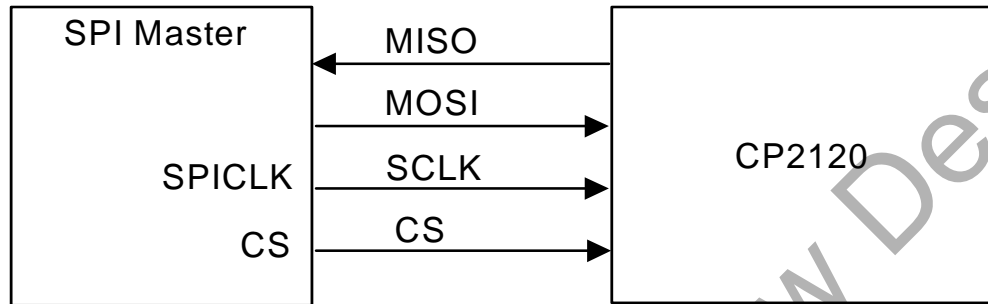 SPI Master
MISO
MOSI
SPICLK
SCLK
CP2120
CS
CS